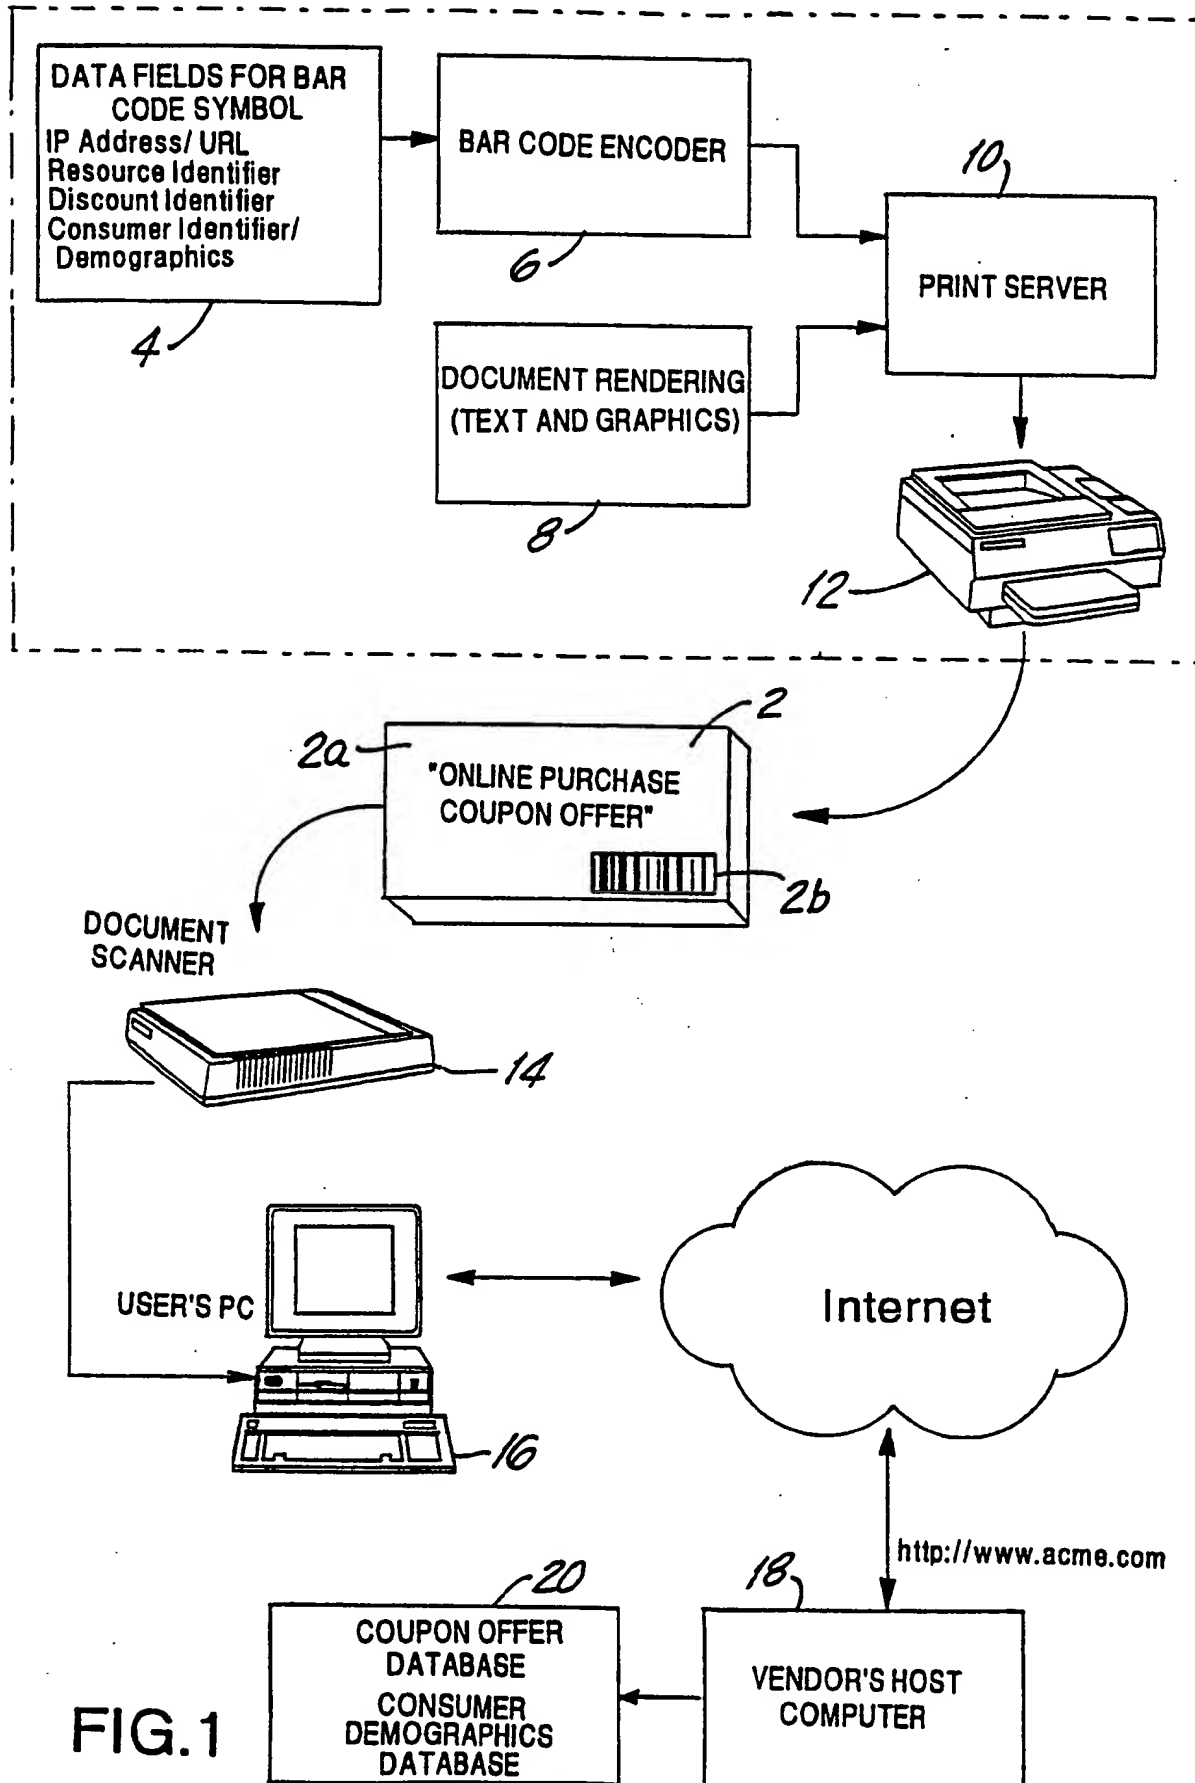 DATA FIELDS FOR BAR
CODE SYMBOL
IP Address/ URL
Resource Identifier
Discount Identifier
Consumer Identifier/
Demographics
4
BAR CODE ENCODER
6
DOCUMENT RENDERING
(TEXT AND GRAPHICS)
8
10
PRINT SERVER
12
2
2a
"ONLINE PURCHASE
COUPON OFFER"
2b
DOCUMENT
SCANNER
14
USER'S PC
16
Internet
http://www.acme.com
18
VENDOR'S HOST
COMPUTER
20
COUPON OFFER
DATABASE
CONSUMER
DEMOGRAPHICS
DATABASE
FIG.1